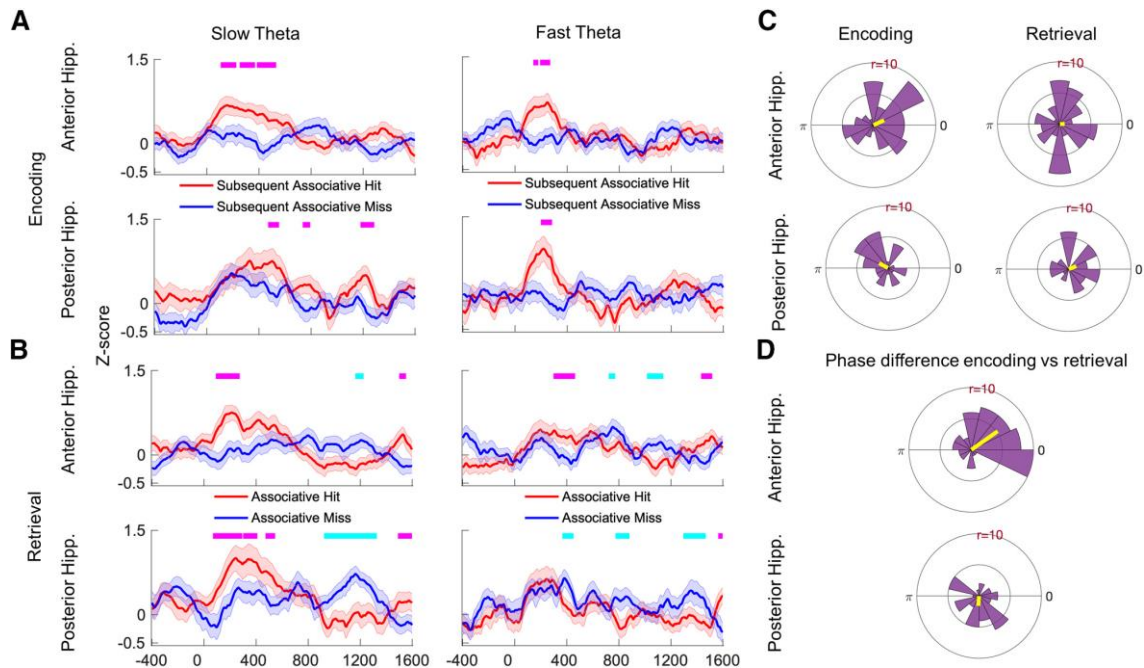 A
Slow Theta
Fast Theta
Encoding
Anterior Hipp.
1.5
0
-0.5
Subsequent Associative Hit
Subsequent Associative Miss
Subsequent Associative Hit
Subsequent Associative Miss
Posterior Hipp.
1.5
0
-0.5
Z-score
B
Retrieval
Anterior Hipp.
1.5
0
-0.5
Associative Hit
Associative Miss
Associative Hit
Associative Miss
Posterior Hipp.
1.5
0
-0.5
-400 0 400 800 1200 1600
-400 0 400 800 1200 1600
C
Encoding
Retrieval
Anterior Hipp.
r=10
π
0
r=10
π
0
Posterior Hipp.
r=10
π
0
r=10
π
0
D
Phase difference encoding vs retrieval
Anterior Hipp.
r=10
π
0
Posterior Hipp.
r=10
π
0